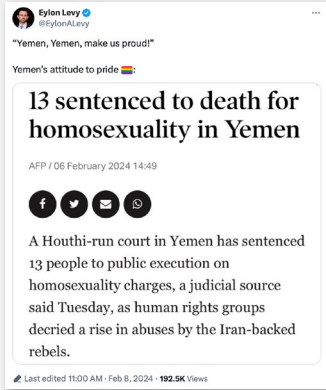 Eylon Levy
@EylonALevy
“Yemen, Yemen, make us proud!”
Yemen’s attitude to pride 🏳️‍🌈:
13 sentenced to death for
homosexuality in Yemen
AFP / 06 February 2024 14:49
A Houthi-run court in Yemen has sentenced
13 people to public execution on
homosexuality charges, a judicial source
said Tuesday, as human rights groups
decried a rise in abuses by the Iran-backed
rebels.
Last edited 11:00 AM · Feb 8, 2024 · 192.5K Views